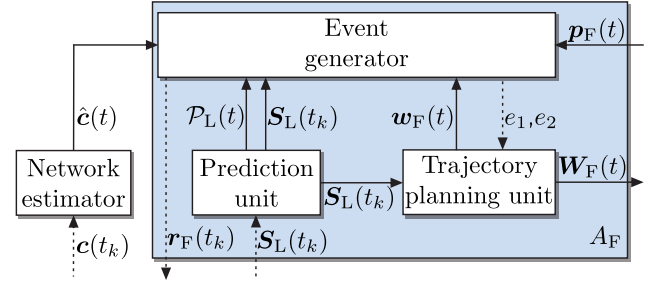 Event
generator
p_F(t)
ĉ(t)
𝒫_L(t)
S_L(t_k)
w_F(t)
e_1,e_2
Network
estimator
Prediction
unit
S_L(t_k)
Trajectory
planning unit
W_F(t)
c(t_k)
r_F(t_k)
S_L(t_k)
A_F